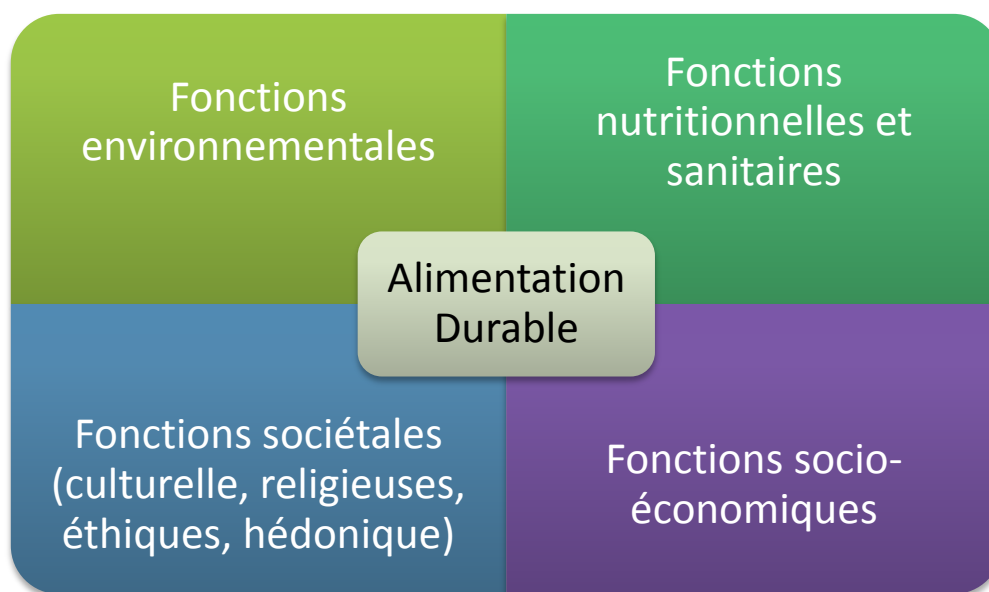 Fonctions
environnementales
Fonctions
nutritionnelles et
sanitaires
Alimentation
Durable
Fonctions sociétales
(culturelle, religieuses,
éthiques, hédonique)
Fonctions socio-
économiques